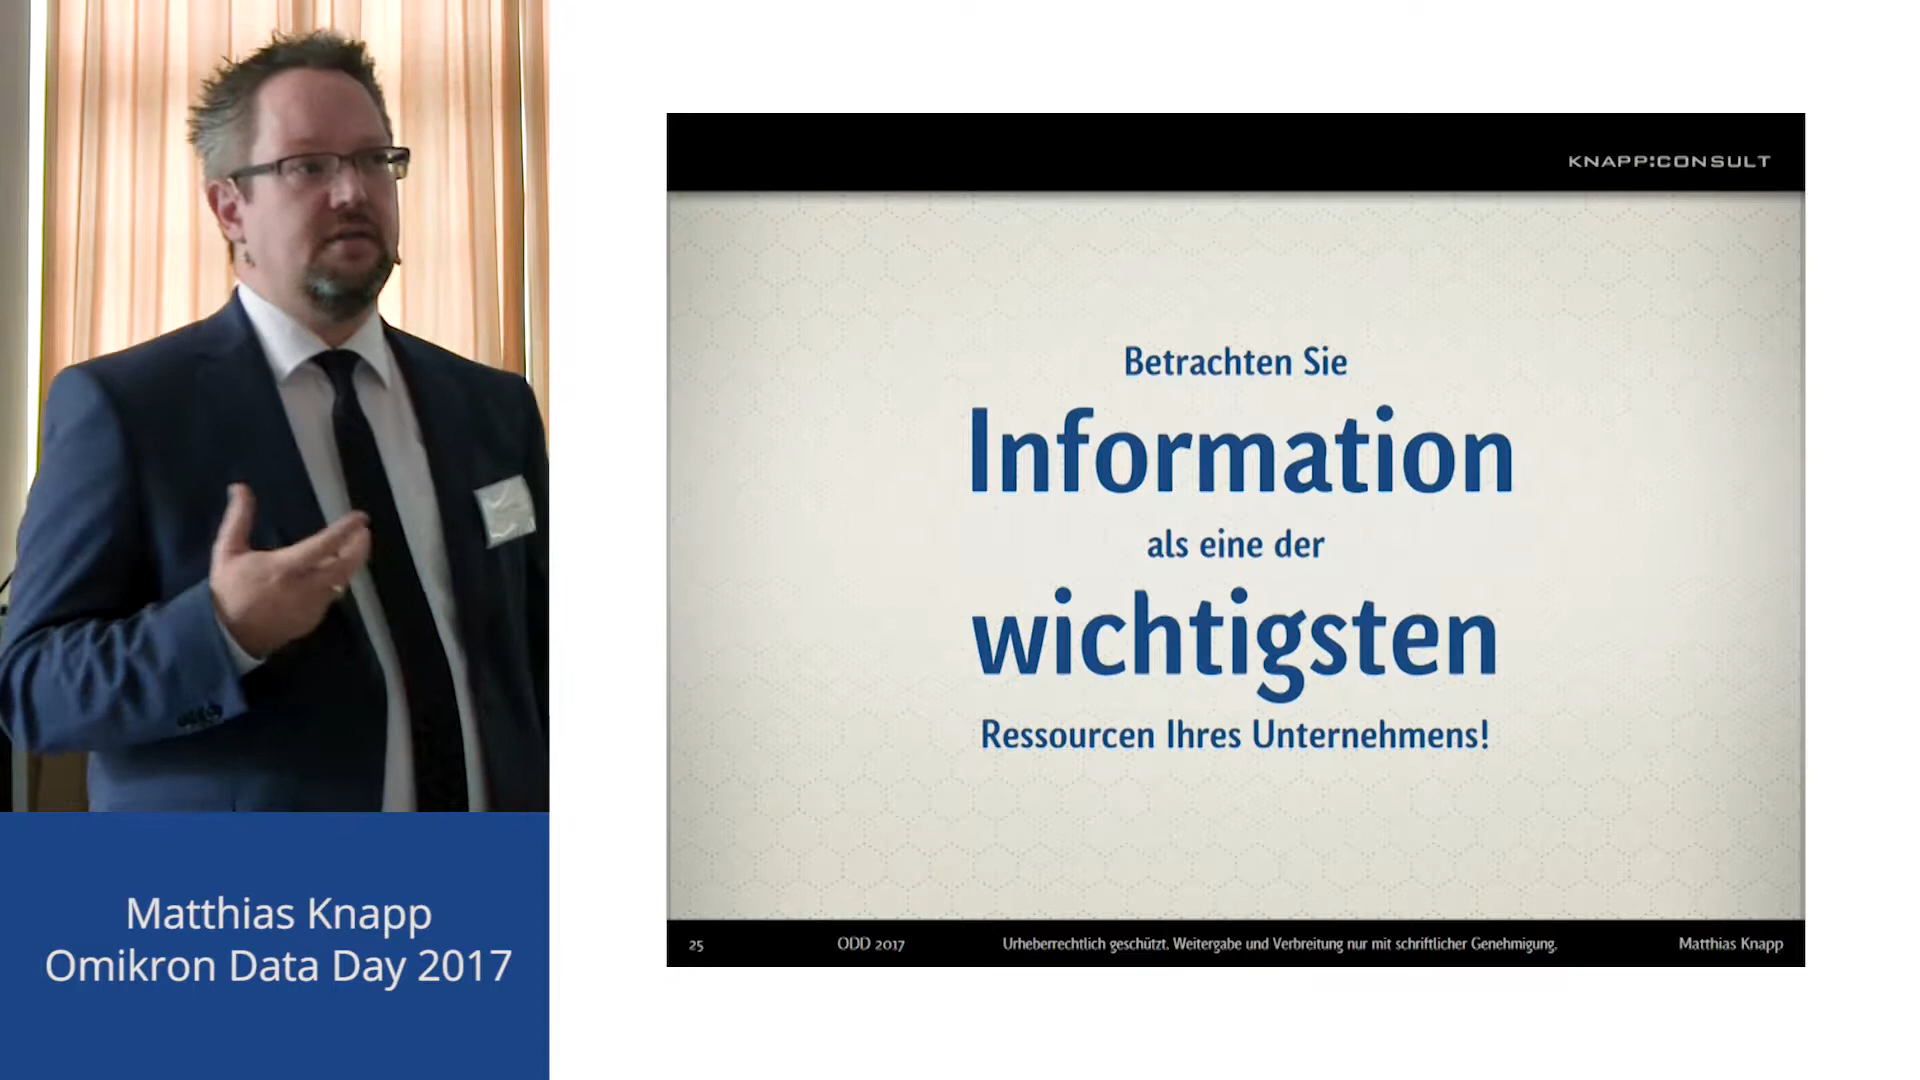 Matthias Knapp
Omikron Data Day 2017
KNAPP:CONSULT
Betrachten Sie
Information
als eine der
wichtigsten
Ressourcen Ihres Unternehmens!
25 ODD 2017 Urheberrechtlich geschützt. Weitergabe und Verbreitung nur mit schriftlicher Genehmigung. Matthias Knapp